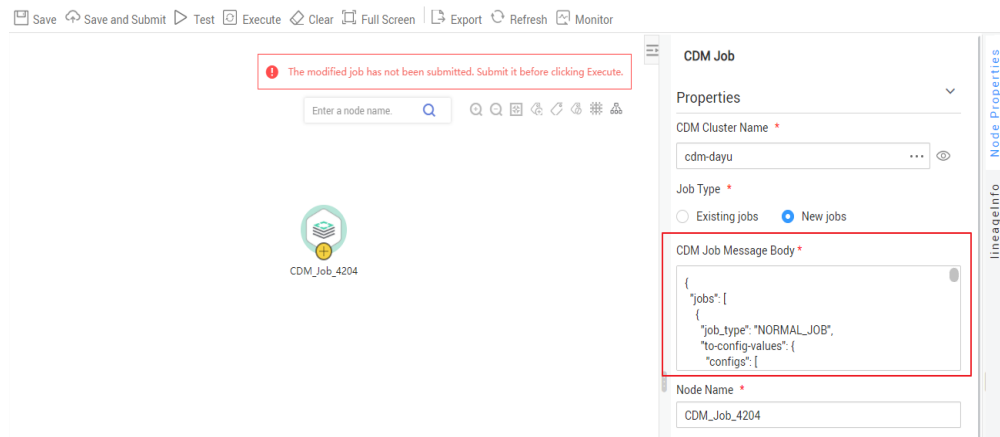 Save Save and Submit Test Execute Clear Full Screen Export Refresh Monitor
The modified job has not been submitted. Submit it before clicking Execute.
Enter a node name.
CDM_Job_4204
CDM Job
Properties
CDM Cluster Name *
cdm-dayu
Job Type *
Existing jobs New jobs
CDM Job Message Body *
{
"jobs": [
{
"job_type": "NORMAL_JOB",
"to-config-values": {
"configs": [
Node Name *
CDM_Job_4204
Node Properties
lineageInfo